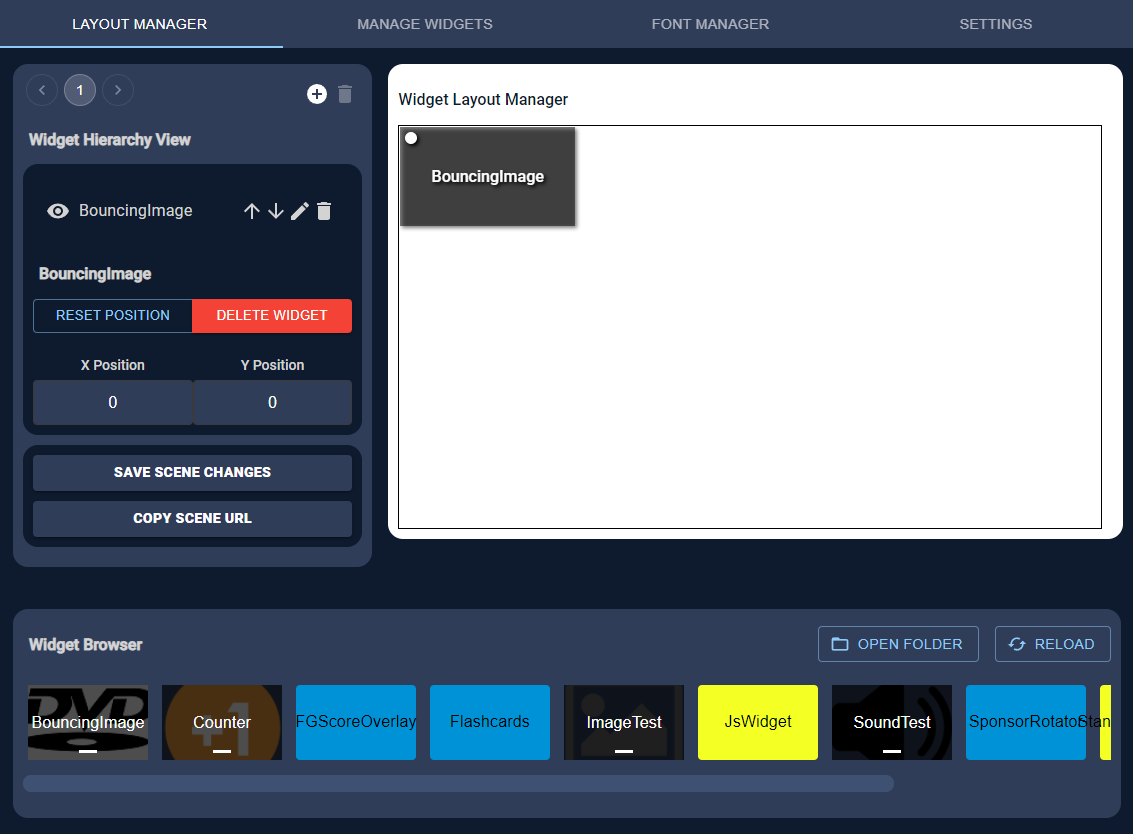 LAYOUT MANAGER
MANAGE WIDGETS
FONT MANAGER
SETTINGS
1
Widget Hierarchy View
BouncingImage
BouncingImage
RESET POSITION
DELETE WIDGET
X Position
Y Position
0
0
SAVE SCENE CHANGES
COPY SCENE URL
Widget Layout Manager
BouncingImage
Widget Browser
OPEN FOLDER
RELOAD
BouncingImage
Counter
+1
FGScoreOverlay
Flashcards
ImageTest
JsWidget
SoundTest
SponsorRotator
Stan